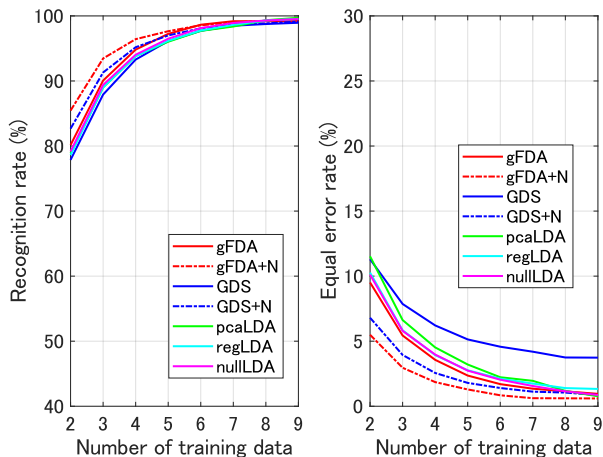 Recognition rate (%)
100
90
80
70
60
50
40
gFDA
gFDA+N
GDS
GDS+N
pcaLDA
regLDA
nullLDA
2 3 4 5 6 7 8 9
Number of training data
Equal error rate (%)
30
25
20
15
10
5
0
gFDA
gFDA+N
GDS
GDS+N
pcaLDA
regLDA
nullLDA
2 3 4 5 6 7 8 9
Number of training data